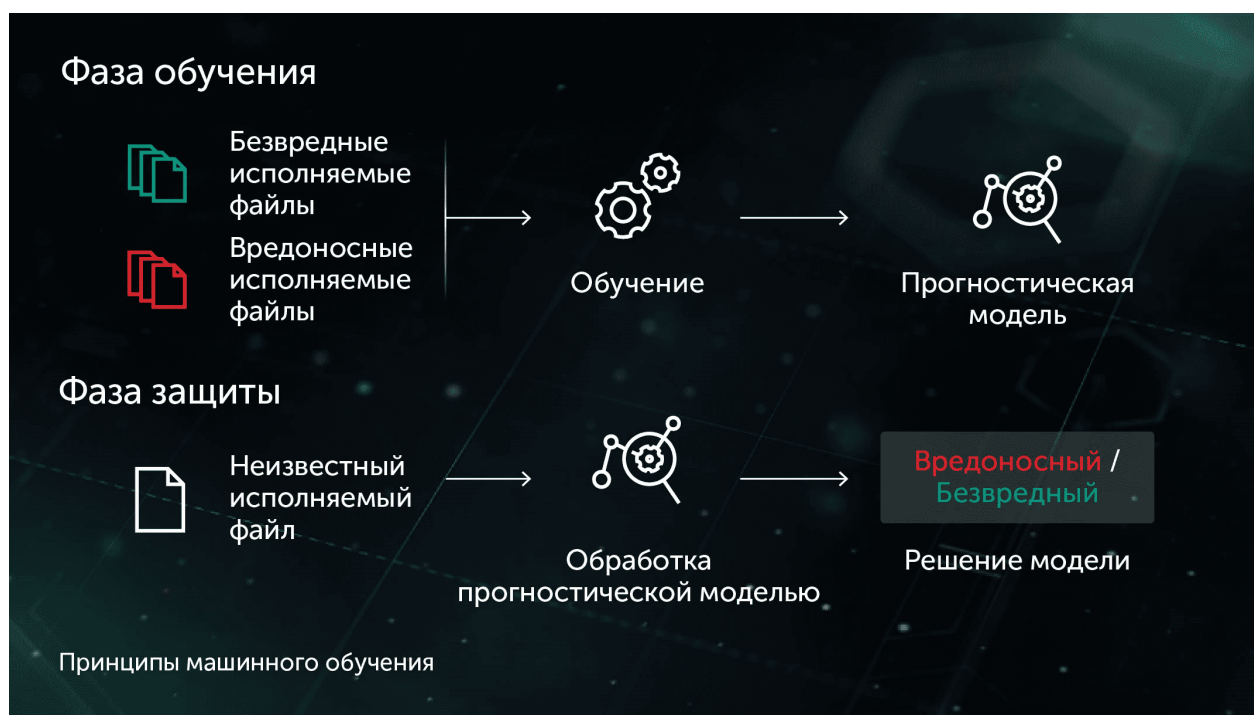 Фаза обучения
Безвредные
исполняемые
файлы
Вредоносные
исполняемые
файлы
Обучение
Прогностическая
модель
Фаза защиты
Неизвестный
исполняемый
файл
Обработка
прогностической моделью
Вредоносный /
Безвредный
Решение модели
Принципы машинного обучения